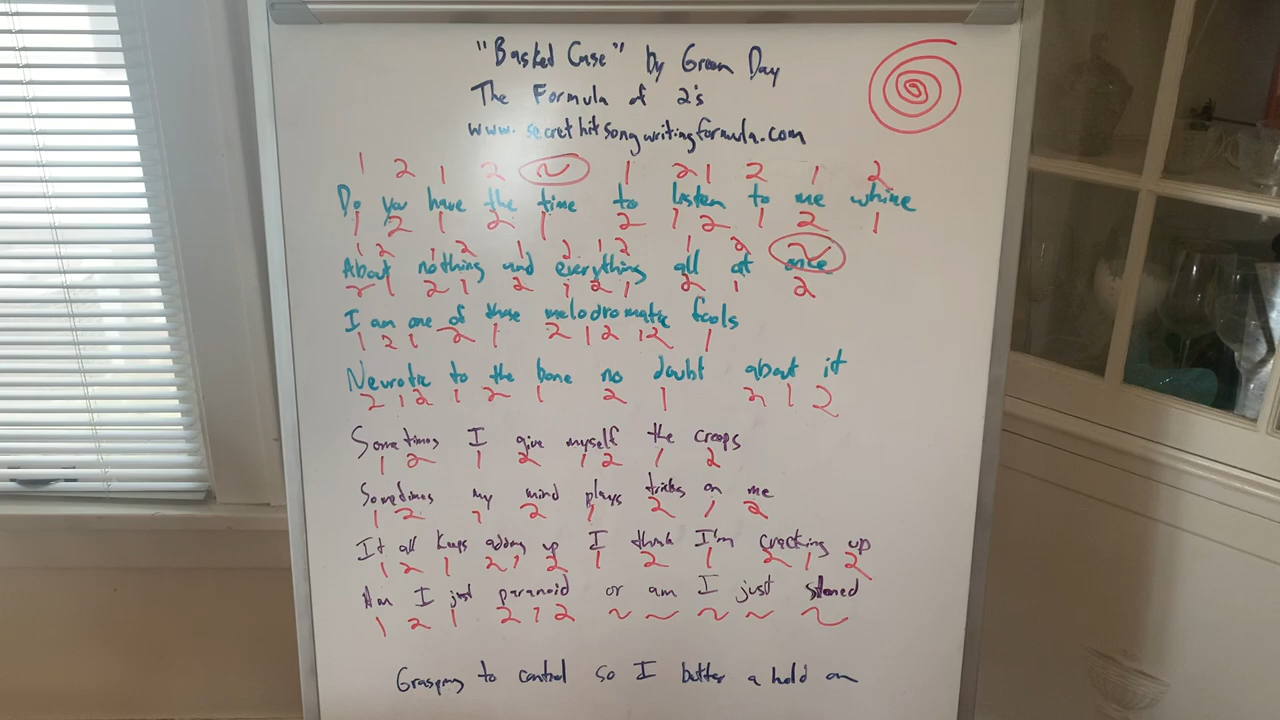 "Basket Case" by Green Day
The Formula of 2's
www.secrethitsongwritingformula.com
1 2 1 2 ~ 1 2 1 2 1 2
Do you have the time to listen to me whine
1 2 1 2 1 2 1 2 1 2 1
1 2 1 2 1 2 1 2 1 2 ~
About nothing and everything all at once
2 1 2 1 2 1 2 1 2 1 2
I am one of those melodramatic fools
1 2 1 2 1 2 1 2 1 2 1
Neurotic to the bone no doubt about it
2 1 2 1 2 1 2 1 2 1 2
Sometimes I give myself the creeps
1 2 1 2 1 2 1 2
Sometimes my mind plays tricks on me
1 2 1 2 1 2 1 2
It all keeps adding up I think I'm cracking up
1 2 1 2 1 2 1 2 1 2 1 2
Am I just paranoid or am I just stoned
1 2 1 2 1 2 ~ ~ ~ ~ ~
Grasping to control so I better a hold on